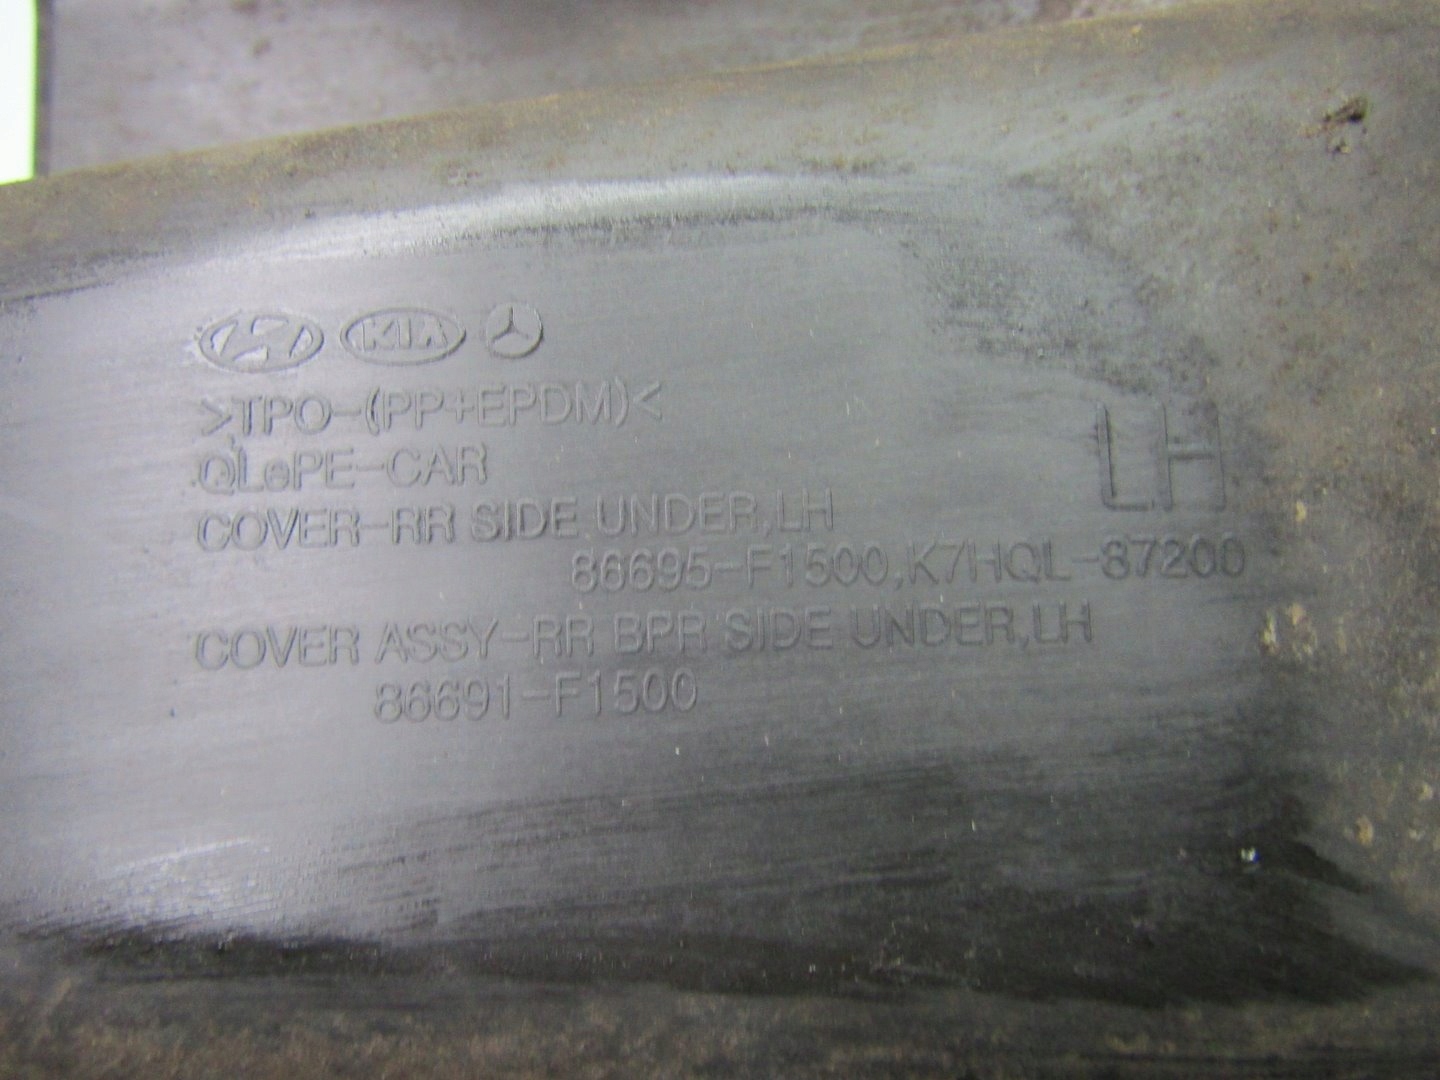 KIA
>TPO-(PP+EPDM)<
QLePE-CAR
LH
COVER-RR SIDE UNDER,LH
86695-F1500,K7HQL-87200
COVER ASSY-RR BPR SIDE UNDER,LH
86691-F1500